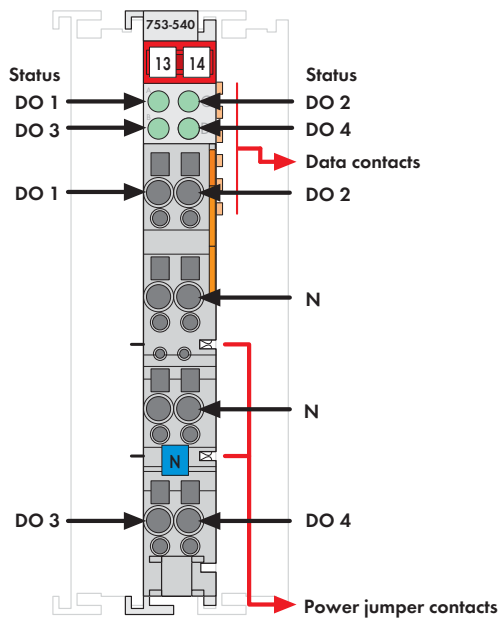 753-540
13 14
Status Status
DO 1 DO 2
DO 3 DO 4
Data contacts
DO 1 DO 2
N
N
N
DO 3 DO 4
Power jumper contacts